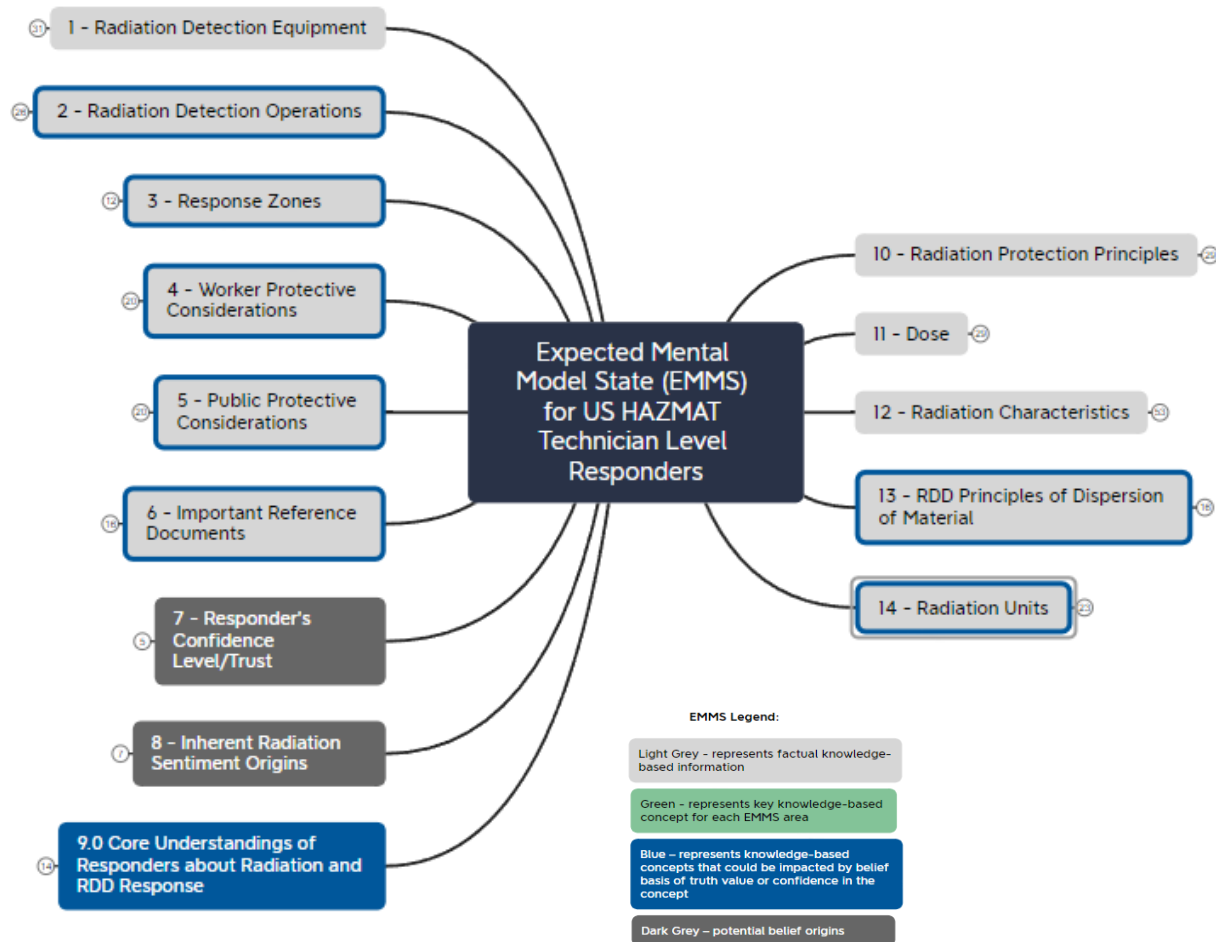 1 - Radiation Detection Equipment
31
2 - Radiation Detection Operations
3 - Response Zones
12
4 - Worker Protective
Considerations
20
5 - Public Protective
Considerations
20
6 - Important Reference
Documents
16
7 - Responder's
Confidence
Level/Trust
5
8 - Inherent Radiation
Sentiment Origins
7
9.0 Core Understandings of
Responders about Radiation and
RDD Response
14
Expected Mental
Model State (EMMS)
for US HAZMAT
Technician Level
Responders
10 - Radiation Protection Principles
11 - Dose
12 - Radiation Characteristics
53
13 - RDD Principles of Dispersion
of Material
16
14 - Radiation Units
23
EMMS Legend:
Light Grey - represents factual knowledge-
based information
Green - represents key knowledge-based
concept for each EMMS area
Blue – represents knowledge-based
concepts that could be impacted by belief
basis of truth value or confidence in the
concept
Dark Grey – potential belief origins